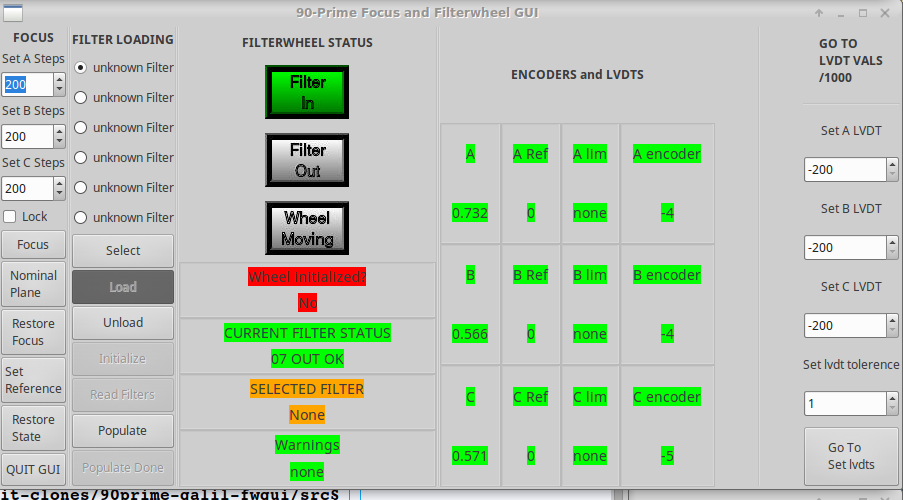 90-Prime Focus and Filterwheel GUI
FOCUS
Set A Steps
200
Set B Steps
200
Set C Steps
200
Lock
Focus
Nominal
Plane
Restore
Focus
Set
Reference
Restore
State
QUIT GUI
FILTER LOADING
unknown Filter
unknown Filter
unknown Filter
unknown Filter
unknown Filter
unknown Filter
Select
Load
Unload
Initialize
Read Filters
Populate
Populate Done
FILTERWHEEL STATUS
Filter
In
Filter
Out
Wheel
Moving
Wheel Initialized?
No
CURRENT FILTER STATUS
07 OUT OK
SELECTED FILTER
None
Warnings
none
ENCODERS and LVDTS
A A Ref A lim A encoder
0.732 0 none -4
B B Ref B lim B encoder
0.566 0 none -4
C C Ref C lim C encoder
0.571 0 none -5
GO TO
LVDT VALS
/1000
Set A LVDT
-200
Set B LVDT
-200
Set C LVDT
-200
Set lvdt tolerence
1
Go To
Set lvdts
it-clones/90prime-galil-fwgui/src$